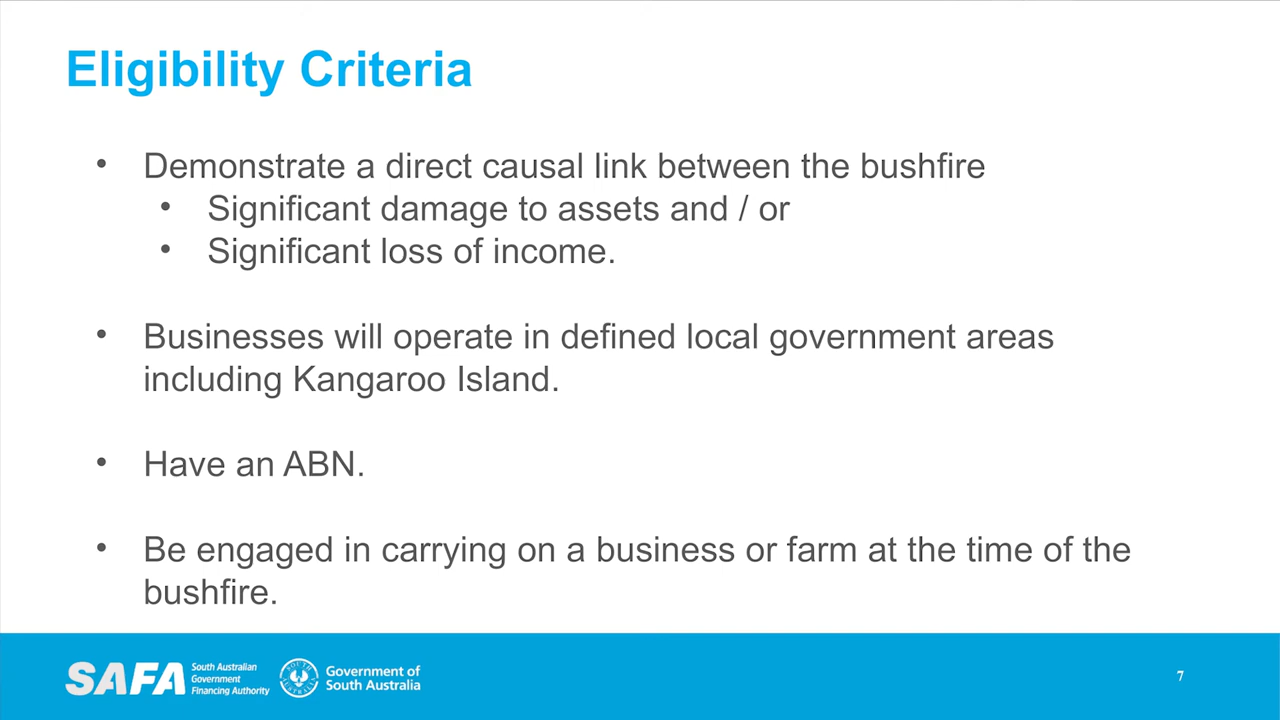 Eligibility Criteria
• Demonstrate a direct causal link between the bushfire
• Significant damage to assets and / or
• Significant loss of income.
• Businesses will operate in defined local government areas
including Kangaroo Island.
• Have an ABN.
• Be engaged in carrying on a business or farm at the time of the
bushfire.
SAFA
South Australian
Government
Financing Authority
SOUTH AUSTRALIA
Government of
South Australia
7